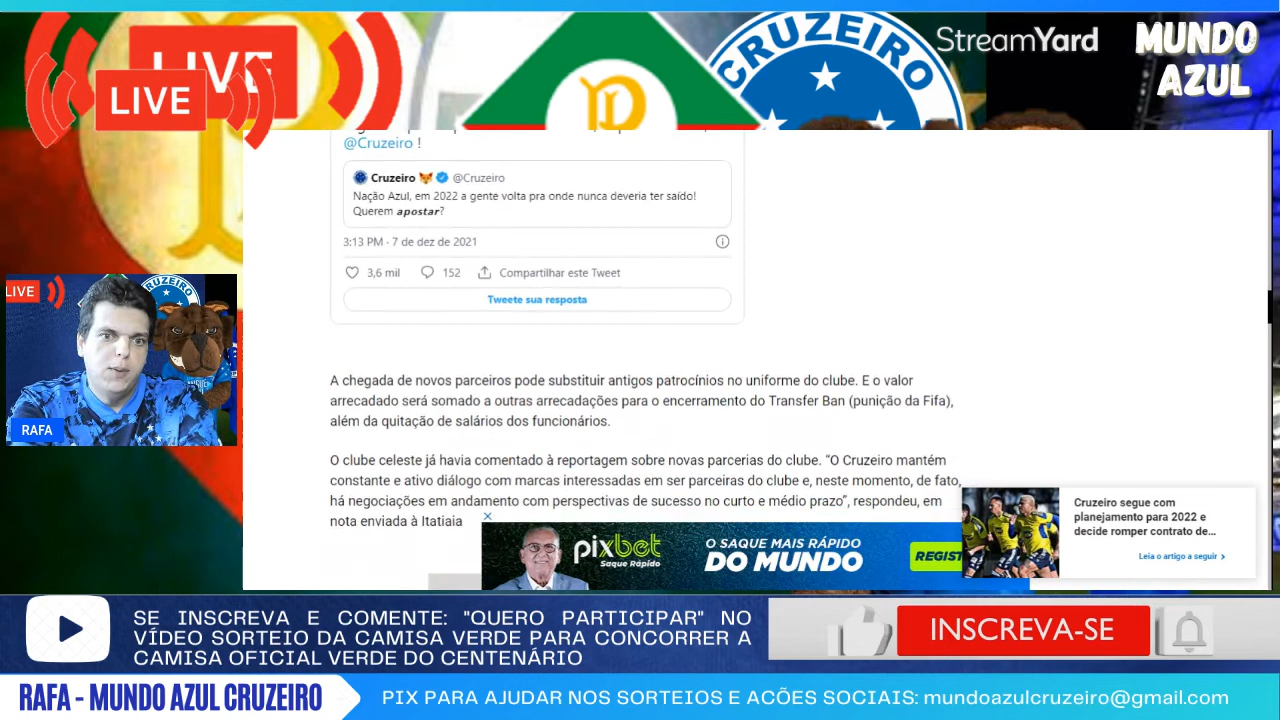 LIVE
LIVE
CRUZEIRO
StreamYard
MUNDO
AZUL
@Cruzeiro !
Cruzeiro @Cruzeiro
Nação Azul, em 2022 a gente volta pra onde nunca deveria ter saído!
Querem apostar?
3:13 PM · 7 de dez de 2021
3,6 mil 152 Compartilhar este Tweet
Tweete sua resposta
LIVE
RAFA
A chegada de novos parceiros pode substituir antigos patrocínios no uniforme do clube. E o valor
arrecadado será somado a outras arrecadações para o encerramento do Transfer Ban (punição da Fifa),
além da quitação de salários dos funcionários.
O clube celeste já havia comentado à reportagem sobre novas parcerias do clube. “O Cruzeiro mantém
constante e ativo diálogo com marcas interessadas em ser parceiras do clube e, neste momento, de fato,
há negociações em andamento com perspectivas de sucesso no curto e médio prazo”, respondeu, em
nota enviada à Itatiaia
Cruzeiro segue com
planejamento para 2022 e
decide romper contrato de...
Leia o artigo a seguir >
pixbet
Saque Rápido
O SAQUE MAIS RÁPIDO
DO MUNDO
REGIST
SE INSCREVA E COMENTE: "QUERO PARTICIPAR" NO
VÍDEO SORTEIO DA CAMISA VERDE PARA CONCORRER A
CAMISA OFICIAL VERDE DO CENTENÁRIO
INSCREVA-SE
RAFA - MUNDO AZUL CRUZEIRO
PIX PARA AJUDAR NOS SORTEIOS E ACÕES SOCIAIS: mundoazulcruzeiro@gmail.com